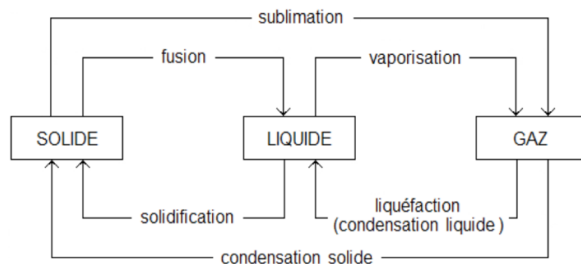 sublimation
fusion
vaporisation
SOLIDE
LIQUIDE
GAZ
solidification
liquéfaction
(condensation liquide )
condensation solide